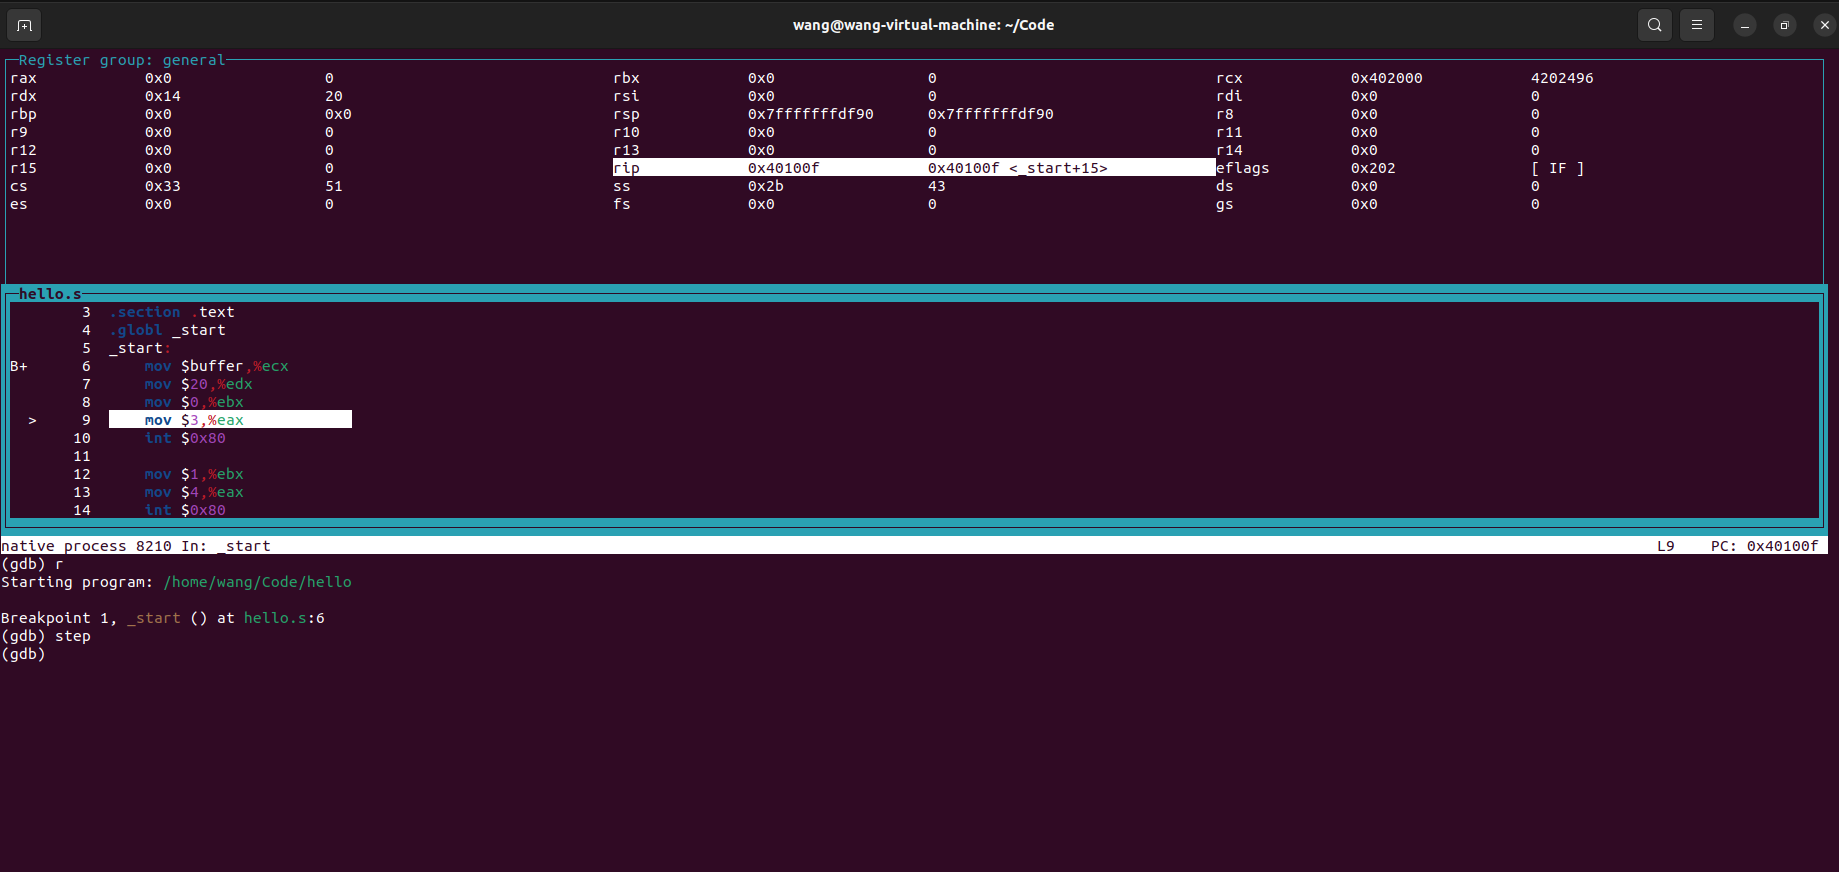 wang@wang-virtual-machine: ~/Code
Register group: general
rax 0x0 0 rbx 0x0 0 rcx 0x402000 4202496
rdx 0x14 20 rsi 0x0 0 rdi 0x0 0
rbp 0x0 0x0 rsp 0x7fffffffdf90 0x7fffffffdf90 r8 0x0 0
r9 0x0 0 r10 0x0 0 r11 0x0 0
r12 0x0 0 r13 0x0 0 r14 0x0 0
r15 0x0 0 rip 0x40100f 0x40100f <_start+15> eflags 0x202 [ IF ]
cs 0x33 51 ss 0x2b 43 ds 0x0 0
es 0x0 0 fs 0x0 0 gs 0x0 0
hello.s
3 .section .text
4 .globl _start
5 _start:
B+ 6 mov $buffer,%ecx
7 mov $20,%edx
8 mov $0,%ebx
> 9 mov $3,%eax
10 int $0x80
11
12 mov $1,%ebx
13 mov $4,%eax
14 int $0x80
native process 8210 In: _start L9 PC: 0x40100f
(gdb) r
Starting program: /home/wang/Code/hello
Breakpoint 1, _start () at hello.s:6
(gdb) step
(gdb)